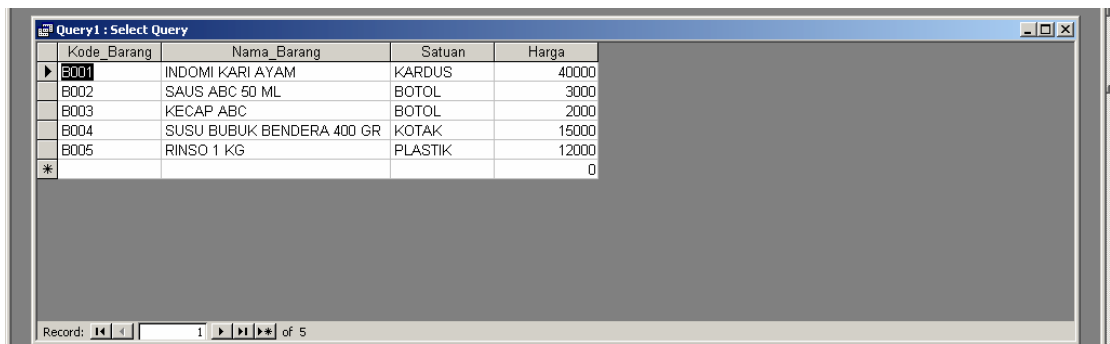 Query1 : Select Query
Kode_Barang Nama_Barang Satuan Harga
B001 INDOMI KARI AYAM KARDUS 40000
B002 SAUS ABC 50 ML BOTOL 3000
B003 KECAP ABC BOTOL 2000
B004 SUSU BUBUK BENDERA 400 GR KOTAK 15000
B005 RINSO 1 KG PLASTIK 12000
0
Record: 1 of 5